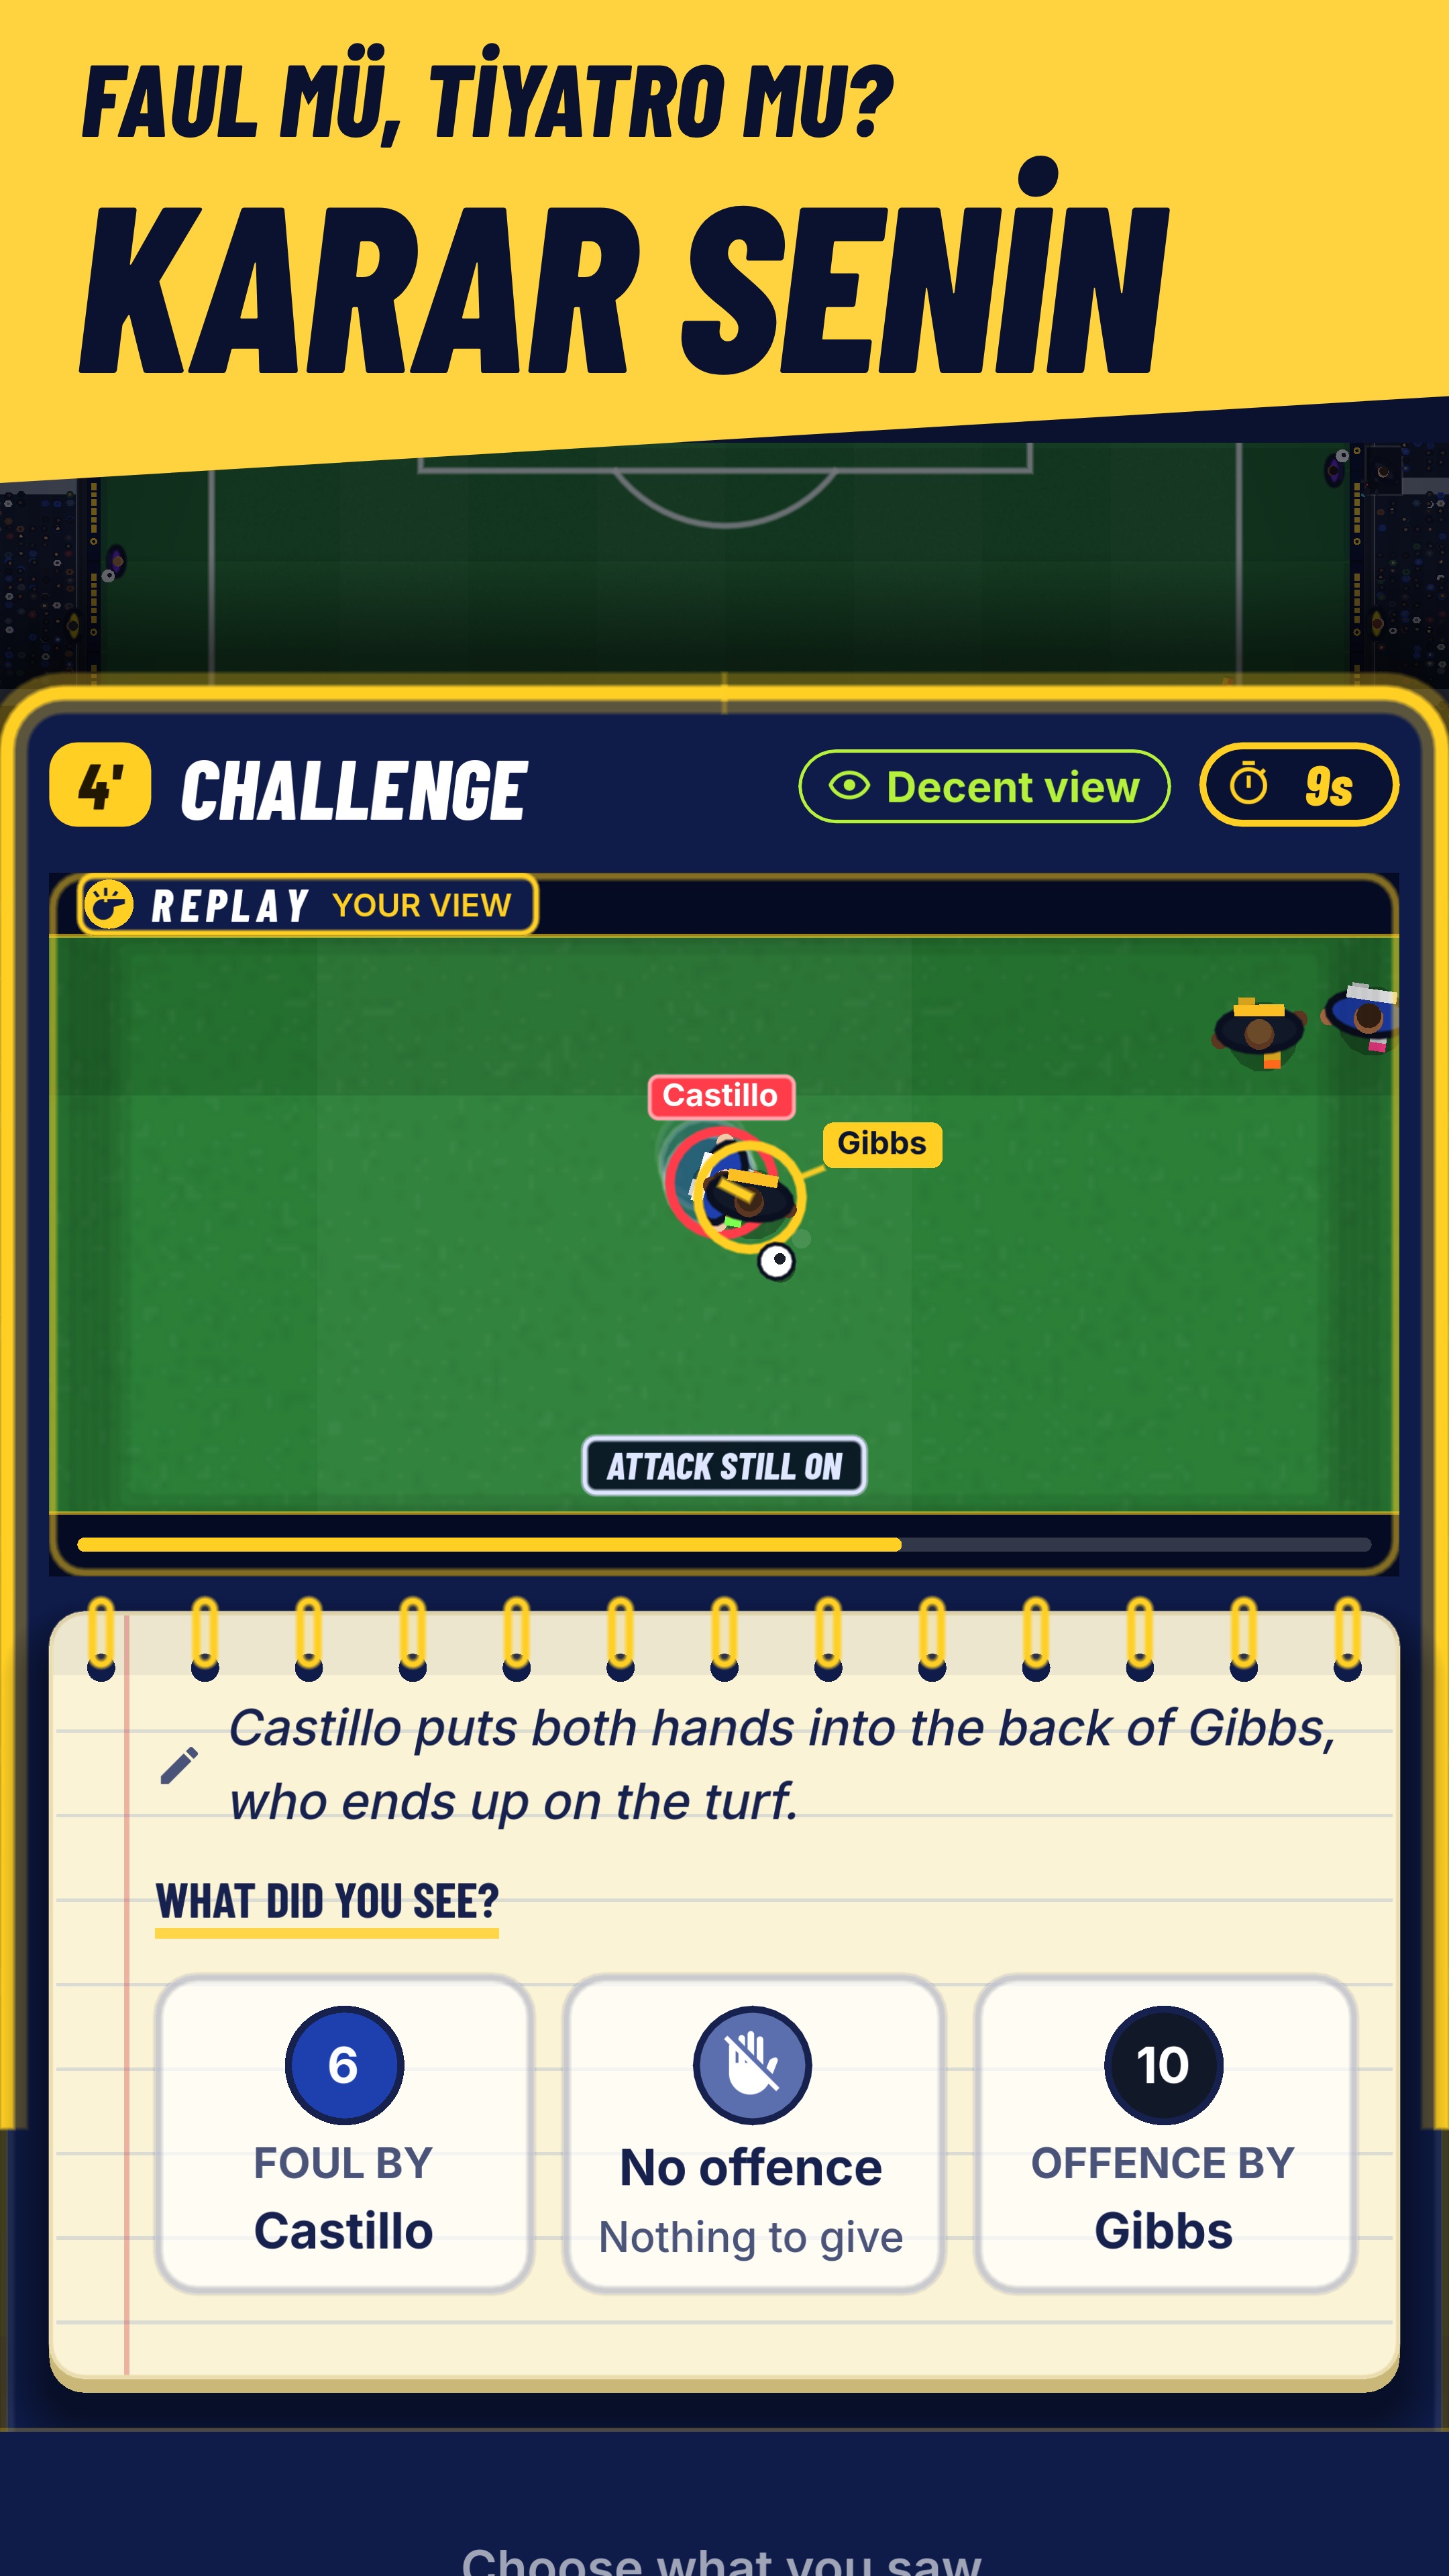 FAUL MÜ, TİYATRO MU?
KARAR SENİN
4' CHALLENGE Decent view 9s
REPLAY YOUR VIEW
Castillo
Gibbs
ATTACK STILL ON
Castillo puts both hands into the back of Gibbs,
who ends up on the turf.
WHAT DID YOU SEE?
6
FOUL BY
Castillo
No offence
Nothing to give
10
OFFENCE BY
Gibbs
Choose what you saw